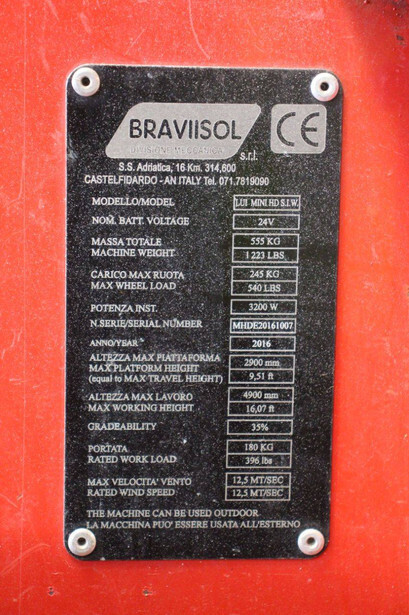 BRAVIISOL
DIVISIONE MECCANICA
s.r.l.
CE
S.S. Adriatica, 16 Km. 314,600
CASTELFIDARDO - AN ITALY Tel. 071.7819090
MODELLO/MODEL LUI MINI HD S.I.W.
NOM. BATT. VOLTAGE 24V
MASSA TOTALE 555 KG
MACHINE WEIGHT 1223 LBS
CARICO MAX RUOTA 245 KG
MAX WHEEL LOAD 540 LBS
POTENZA INST. 3200 W
N.SERIE/SERIAL NUMBER MHDE20161007
ANNO/YEAR 2016
ALTEZZA MAX PIATTAFORMA 2900 mm
MAX PLATFORM HEIGHT
(equal to MAX TRAVEL HEIGHT) 9,51 ft
ALTEZZA MAX LAVORO 4900 mm
MAX WORKING HEIGHT 16,07 ft
GRADEABILITY 35%
PORTATA 180 KG
RATED WORK LOAD 396 lbs
MAX VELOCITA' VENTO 12,5 MT/SEC
RATED WIND SPEED 12,5 MT/SEC
THE MACHINE CAN BE USED OUTDOOR
LA MACCHINA PUO' ESSERE USATA ALL'ESTERNO